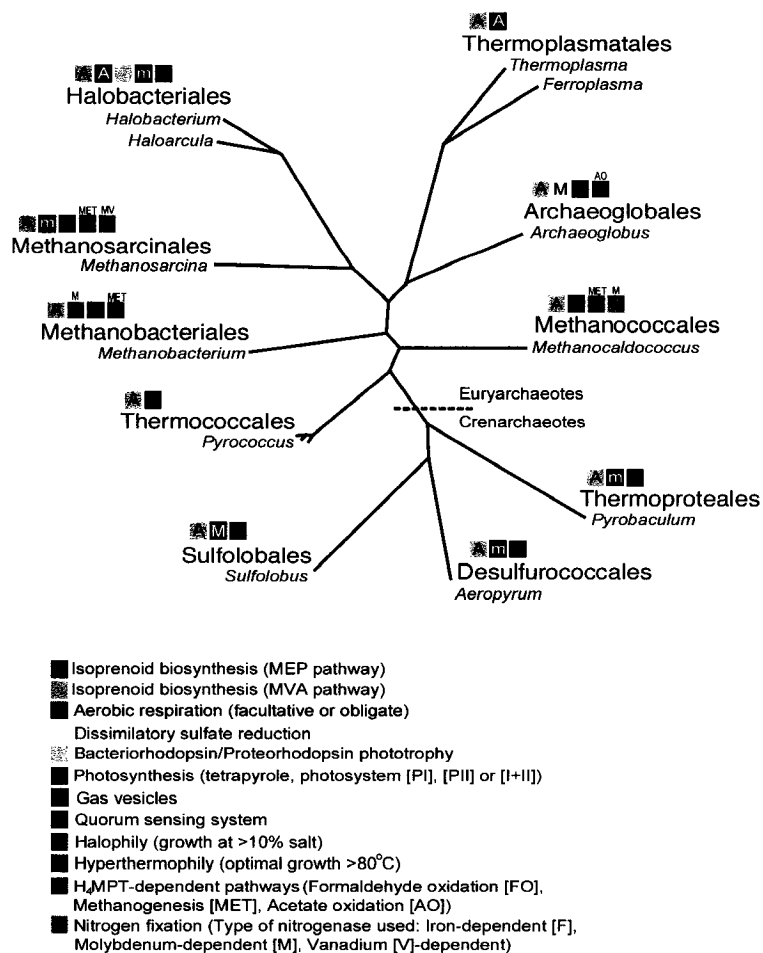 A A
Thermoplasmatales
Thermoplasma
Ferroplasma
A A m
Halobacteriales
Halobacterium
Haloarcula
AO
A M
Archaeoglobales
Archaeoglobus
MET MV
A m
Methanosarcinales
Methanosarcina
MET M
A
Methanococcales
Methanocaldococcus
M MET
A
Methanobacteriales
Methanobacterium
Euryarchaeotes
Crenarchaeotes
A
Thermococcales
Pyrococcus
A m
Thermoproteales
Pyrobaculum
A M
Sulfolobales
Sulfolobus
A m
Desulfurococcales
Aeropyrum
Isoprenoid biosynthesis (MEP pathway)
Isoprenoid biosynthesis (MVA pathway)
Aerobic respiration (facultative or obligate)
Dissimilatory sulfate reduction
Bacteriorhodopsin/Proteorhodopsin phototrophy
Photosynthesis (tetrapyrole, photosystem [PI], [PII] or [I+II])
Gas vesicles
Quorum sensing system
Halophily (growth at >10% salt)
Hyperthermophily (optimal growth >80°C)
H₄MPT-dependent pathways (Formaldehyde oxidation [FO],
Methanogenesis [MET], Acetate oxidation [AO])
Nitrogen fixation (Type of nitrogenase used: Iron-dependent [F],
Molybdenum-dependent [M], Vanadium [V]-dependent)